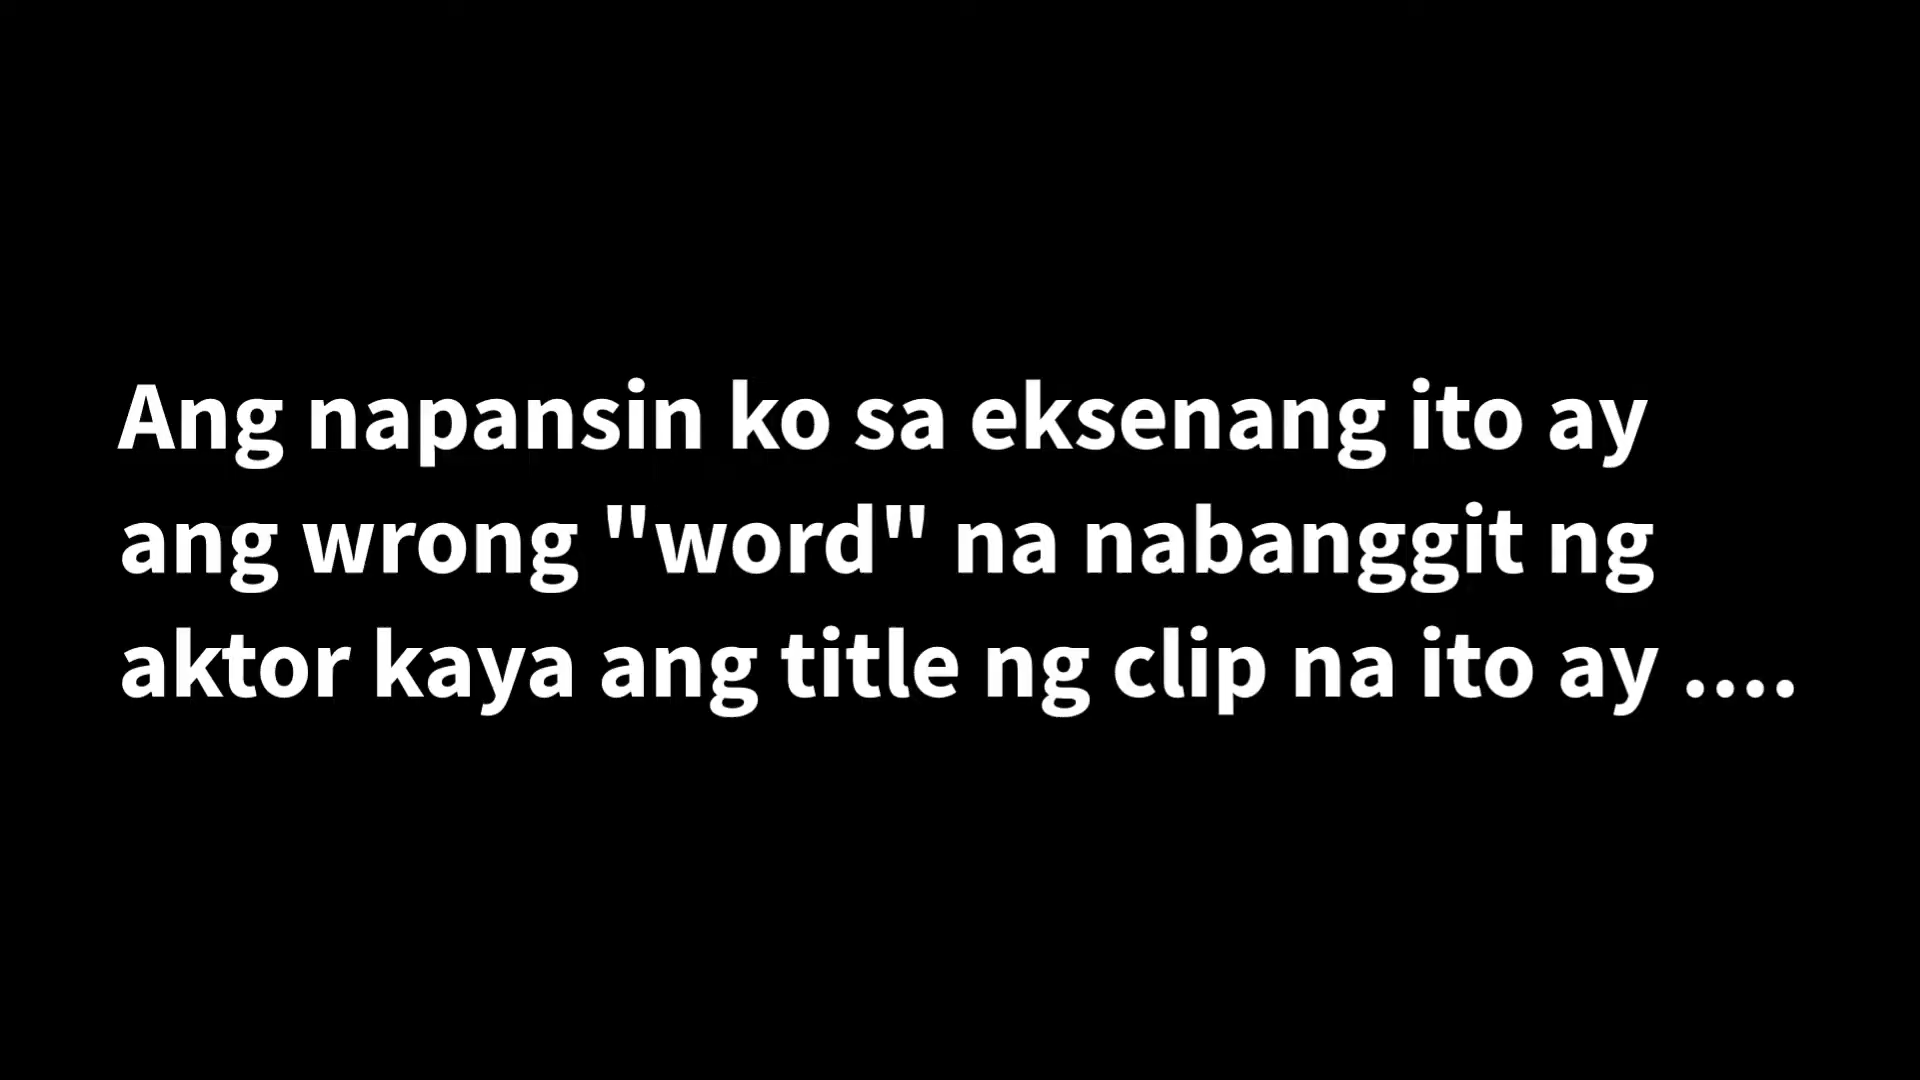 Ang napansin ko sa eksenang ito ay
ang wrong "word" na nabanggit ng
aktor kaya ang title ng clip na ito ay ....